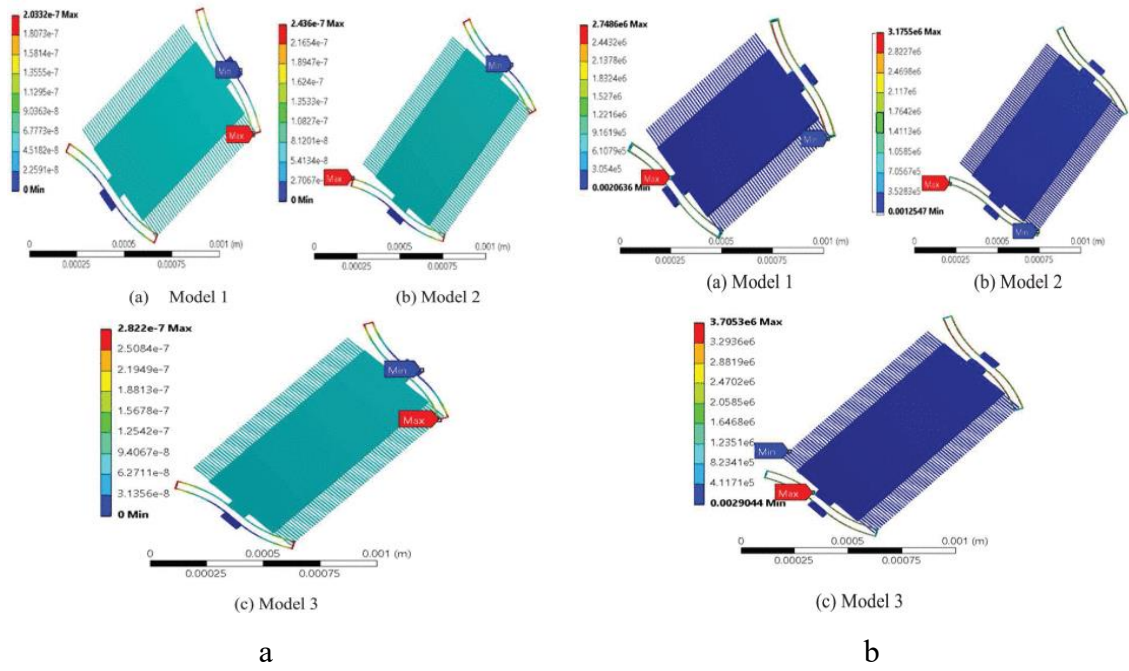 2.0332e-7 Max
1.8073e-7
1.5814e-7
1.3555e-7
1.1295e-7
9.0363e-8
6.7773e-8
4.5182e-8
2.2591e-8
0 Min
Min
Max
0 0.0005 0.001 (m)
0.00025 0.00075
(a) Model 1
2.436e-7 Max
2.1654e-7
1.8947e-7
1.624e-7
1.3533e-7
1.0827e-7
8.1201e-8
5.4134e-8
2.7067e-
0 Min
Min
Max
0 0.0005 0.001 (m)
0.00025 0.00075
(b) Model 2
2.822e-7 Max
2.5084e-7
2.1949e-7
1.8813e-7
1.5678e-7
1.2542e-7
9.4067e-8
6.2711e-8
3.1356e-8
0 Min
Min
Max
0 0.0005 0.001 (m)
0.00025 0.00075
(c) Model 3
a
2.7486e6 Max
2.4432e6
2.1378e6
1.8324e6
1.527e6
1.2216e6
9.1619e5
6.1079e5
3.054e5
0.0020636 Min
Min
Max
0 0.0005 0.001 (m)
0.00025 0.00075
(a) Model 1
3.1755e6 Max
2.8227e6
2.4698e6
2.117e6
1.7642e6
1.4113e6
1.0585e6
7.0567e5
3.5283e5
0.0012547 Min
Max
Min
0 0.0005 0.001 (m)
0.00025 0.00075
(b) Model 2
3.7053e6 Max
3.2936e6
2.8819e6
2.4702e6
2.0585e6
1.6468e6
1.2351e6
8.2341e5
4.1171e5
0.0029044 Min
Min
Max
0 0.0005 0.001 (m)
0.00025 0.00075
(c) Model 3
b